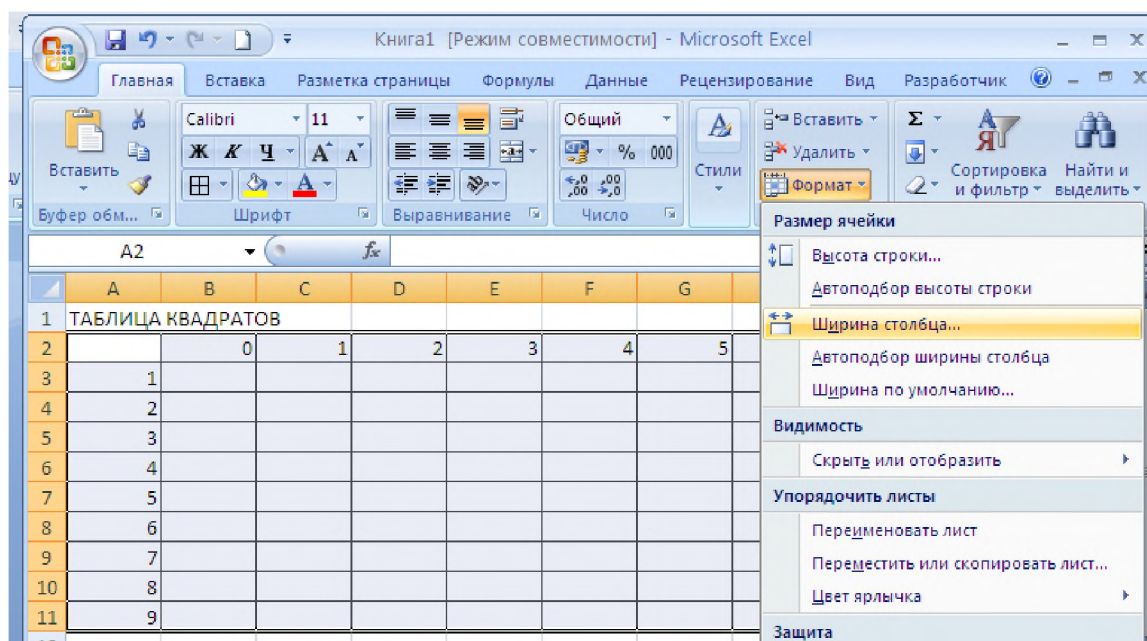 Книга1 [Режим совместимости] - Microsoft Excel
Главная Вставка Разметка страницы Формулы Данные Рецензирование Вид Разработчик
Calibri 11 Общий Вставить Σ
Ж К Ч % 000 Удалить
Вставить Стили Формат Сортировка и фильтр Найти и выделить
Буфер обм... Шрифт Выравнивание Число
Размер ячейки
A2 fx
Высота строки...
Автоподбор высоты строки
Ширина столбца...
Автоподбор ширины столбца
Ширина по умолчанию...
Видимость
Скрыть или отобразить
Упорядочить листы
Переименовать лист
Переместить или скопировать лист...
Цвет ярлычка
Защита
A B C D E F G
1 ТАБЛИЦА КВАДРАТОВ
2 0 1 2 3 4 5
3 1
4 2
5 3
6 4
7 5
8 6
9 7
10 8
11 9